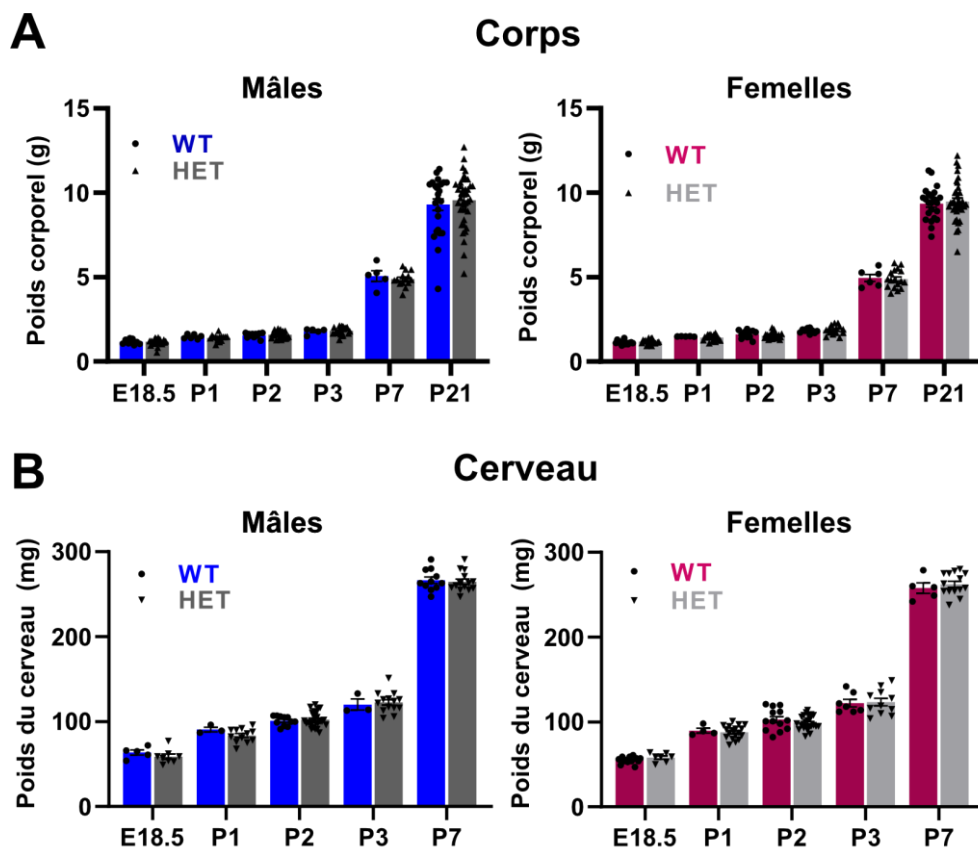 A
Corps
Mâles
Femelles
Poids corporel (g)
15
10
5
0
WT
HET
E18.5 P1 P2 P3 P7 P21
Poids corporel (g)
15
10
5
0
WT
HET
E18.5 P1 P2 P3 P7 P21
B
Cerveau
Mâles
Femelles
Poids du cerveau (mg)
300
200
100
0
WT
HET
E18.5 P1 P2 P3 P7
Poids du cerveau (mg)
300
200
100
0
WT
HET
E18.5 P1 P2 P3 P7